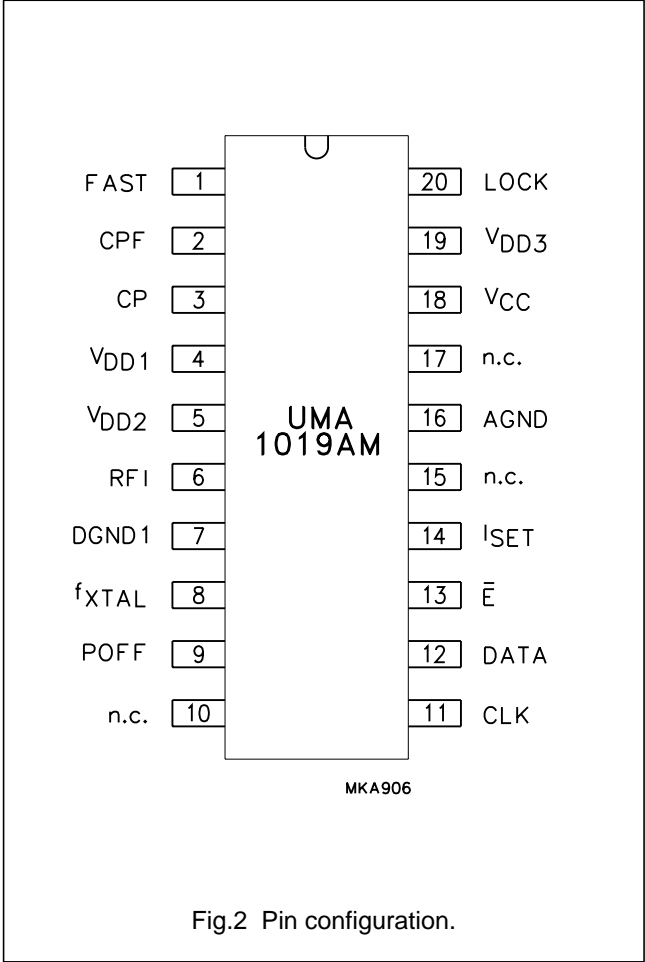 FAST 1 20 LOCK
CPF 2 19 VDD3
CP 3 18 VCC
VDD1 4 17 n.c.
VDD2 5 16 AGND
UMA
1019AM
RFI 6 15 n.c.
DGND1 7 14 ISET
fXTAL 8 13 E̅
POFF 9 12 DATA
n.c. 10 11 CLK
MKA906
Fig.2 Pin configuration.